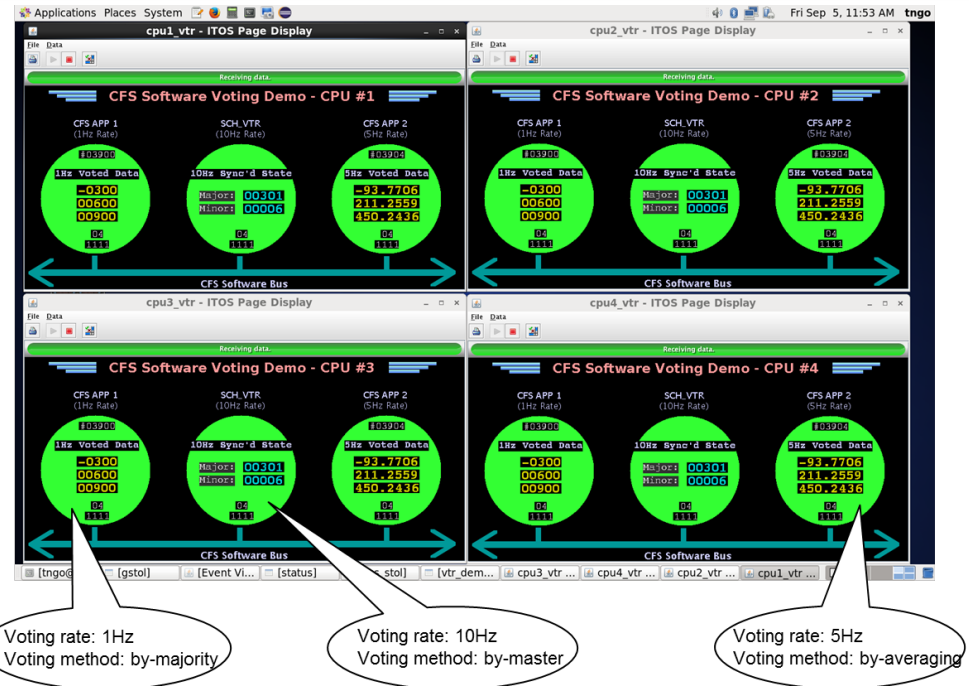 Applications Places System Fri Sep 5, 11:53 AM tngo
cpu1_vtr - ITOS Page Display
File Data
Receiving data.
CFS Software Voting Demo - CPU #1
CFS APP 1 SCH_VTR CFS APP 2
(1Hz Rate) (10Hz Rate) (5Hz Rate)
#03900 #03904
1Hz Voted Data 10Hz Sync'd State 5Hz Voted Data
-0300 -93.7706
00600 Major: 00301 211.2559
00900 Minor: 00006 450.2436
04 04 04
1111 1111 1111
CFS Software Bus
cpu2_vtr - ITOS Page Display
File Data
Receiving data.
CFS Software Voting Demo - CPU #2
CFS APP 1 SCH_VTR CFS APP 2
(1Hz Rate) (10Hz Rate) (5Hz Rate)
#03900 #03904
1Hz Voted Data 10Hz Sync'd State 5Hz Voted Data
-0300 -93.7706
00600 Major: 00301 211.2559
00900 Minor: 00006 450.2436
04 04 04
1111 1111 1111
CFS Software Bus
cpu3_vtr - ITOS Page Display
File Data
Receiving data.
CFS Software Voting Demo - CPU #3
CFS APP 1 SCH_VTR CFS APP 2
(1Hz Rate) (10Hz Rate) (5Hz Rate)
#03900 #03904
1Hz Voted Data 10Hz Sync'd State 5Hz Voted Data
-0300 -93.7706
00600 Major: 00301 211.2559
00900 Minor: 00006 450.2436
04 04 04
1111 1111 1111
CFS Software Bus
cpu4_vtr - ITOS Page Display
File Data
Receiving data.
CFS Software Voting Demo - CPU #4
CFS APP 1 SCH_VTR CFS APP 2
(1Hz Rate) (10Hz Rate) (5Hz Rate)
#03900 #03904
1Hz Voted Data 10Hz Sync'd State 5Hz Voted Data
-0300 -93.7706
00600 Major: 00301 211.2559
00900 Minor: 00006 450.2436
04 04 04
1111 1111 1111
CFS Software Bus
[tngo@ [gstol] [Event Vi... [status] stol] [vtr_dem... cpu3_vtr ... cpu4_vtr ... cpu2_vtr ... cpu1_vtr ...
Voting rate: 1Hz
Voting method: by-majority
Voting rate: 10Hz
Voting method: by-master
Voting rate: 5Hz
Voting method: by-averaging